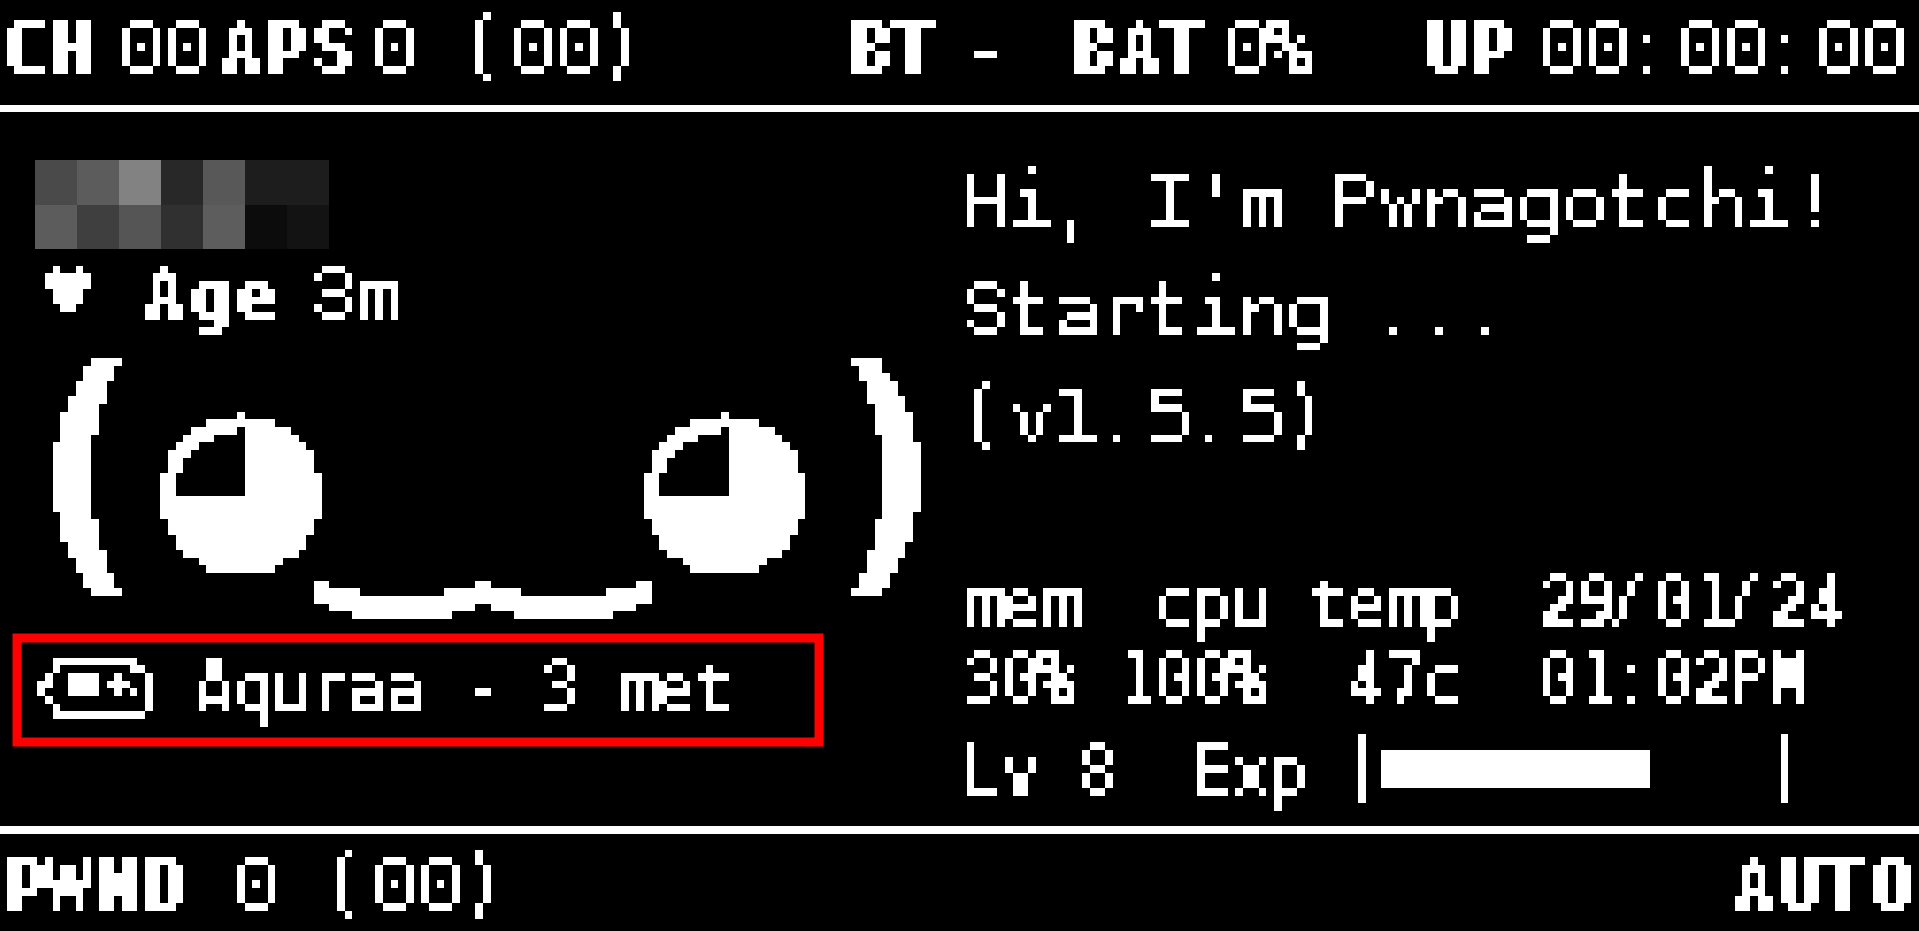 CH 00 APS 0 (00) BT - BAT 0% UP 00:00:00
Hi, I'm Pwnagotchi!
Starting ...
(v1.5.5)
♥ Age 3m
Aquraa - 3 met
mem cpu temp 29/01/24
30% 100% 47c 01:02PM
Lv 8 Exp | |
PWND 0 (00) AUTO